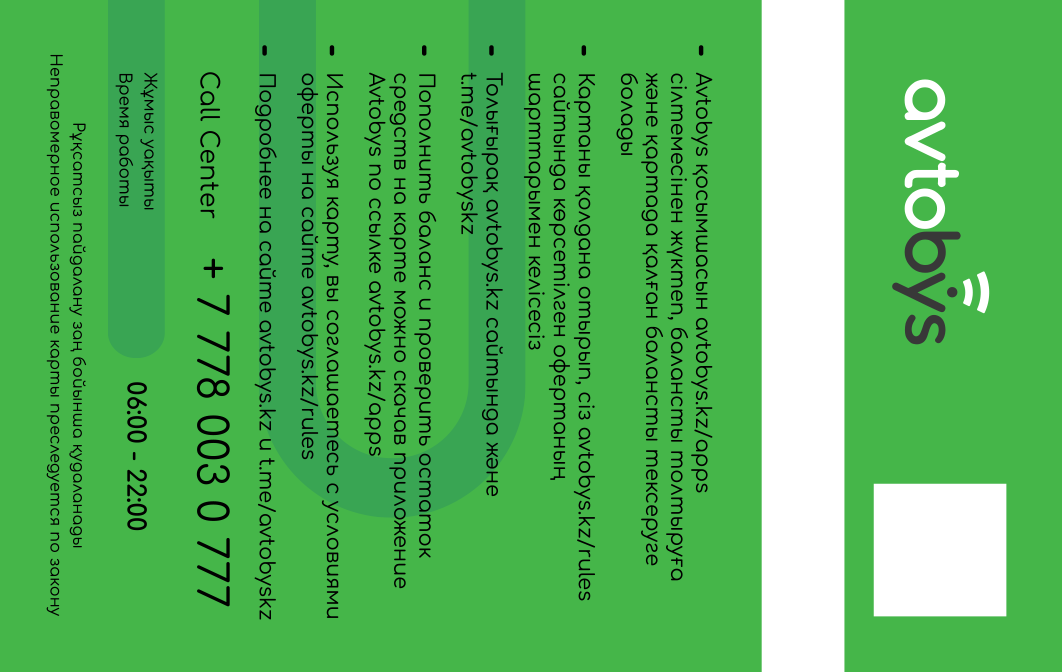 avtobys
- Avtobys қосымшасын avtobys.kz/apps
сілтемесінен жүктеп, балансты толтыруға
және картада қалған балансты тексеруге
болады
- Картаны қолдана отырып, сіз avtobys.kz/rules
сайтында көрсетілген офертаның
шарттарымен келісесіз
- Толығырақ avtobys.kz сайтында және
t.me/avtobyskz
- Пополнить баланс и проверить остаток
средств на карте можно скачав приложение
Avtobys по ссылке avtobys.kz/apps
- Используя карту, вы соглашаетесь с условиями
оферты на сайте avtobys.kz/rules
- Подробнее на сайте avtobys.kz и t.me/avtobyskz
Call Center + 7 778 003 0 777
Жұмыс уақыты
Время работы
06:00 - 22:00
Рұқсатсыз пайдалану заң бойынша қудаланады
Неправомерное использование карты преследуется по закону